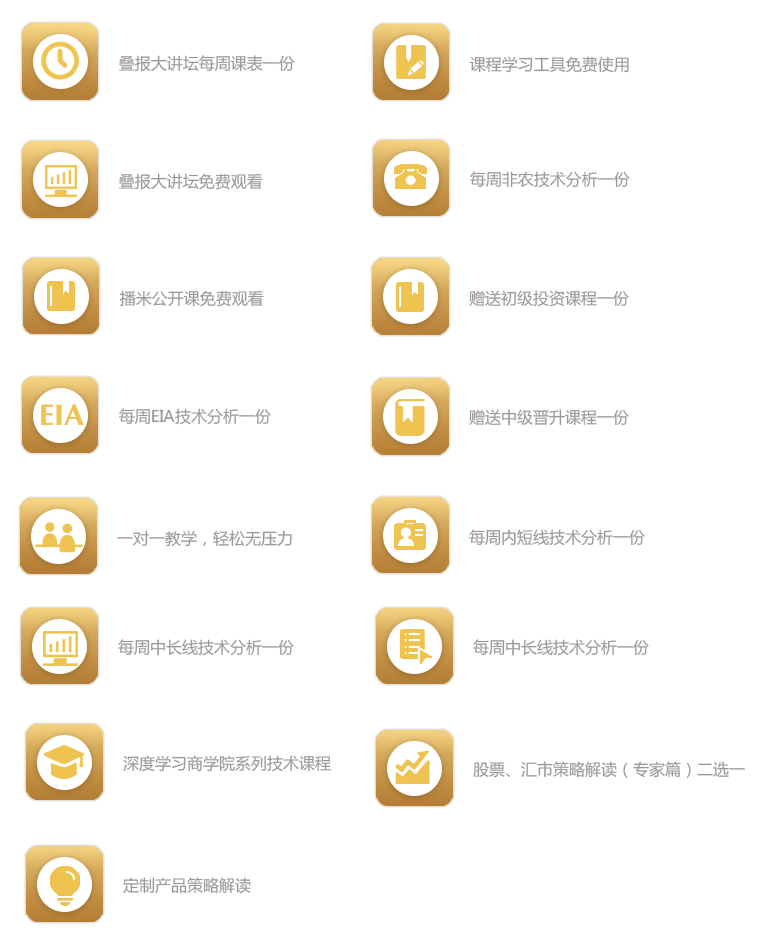 叠报大讲坛每周课表一份
课程学习工具免费使用
叠报大讲坛免费观看
每周非农技术分析一份
播米公开课免费观看
赠送初级投资课程一份
EIA
每周EIA技术分析一份
赠送中级晋升课程一份
一对一教学，轻松无压力
每周内短线技术分析一份
每周中长线技术分析一份
每周中长线技术分析一份
深度学习商学院系列技术课程
股票、汇市策略解读（专家篇）二选一
定制产品策略解读